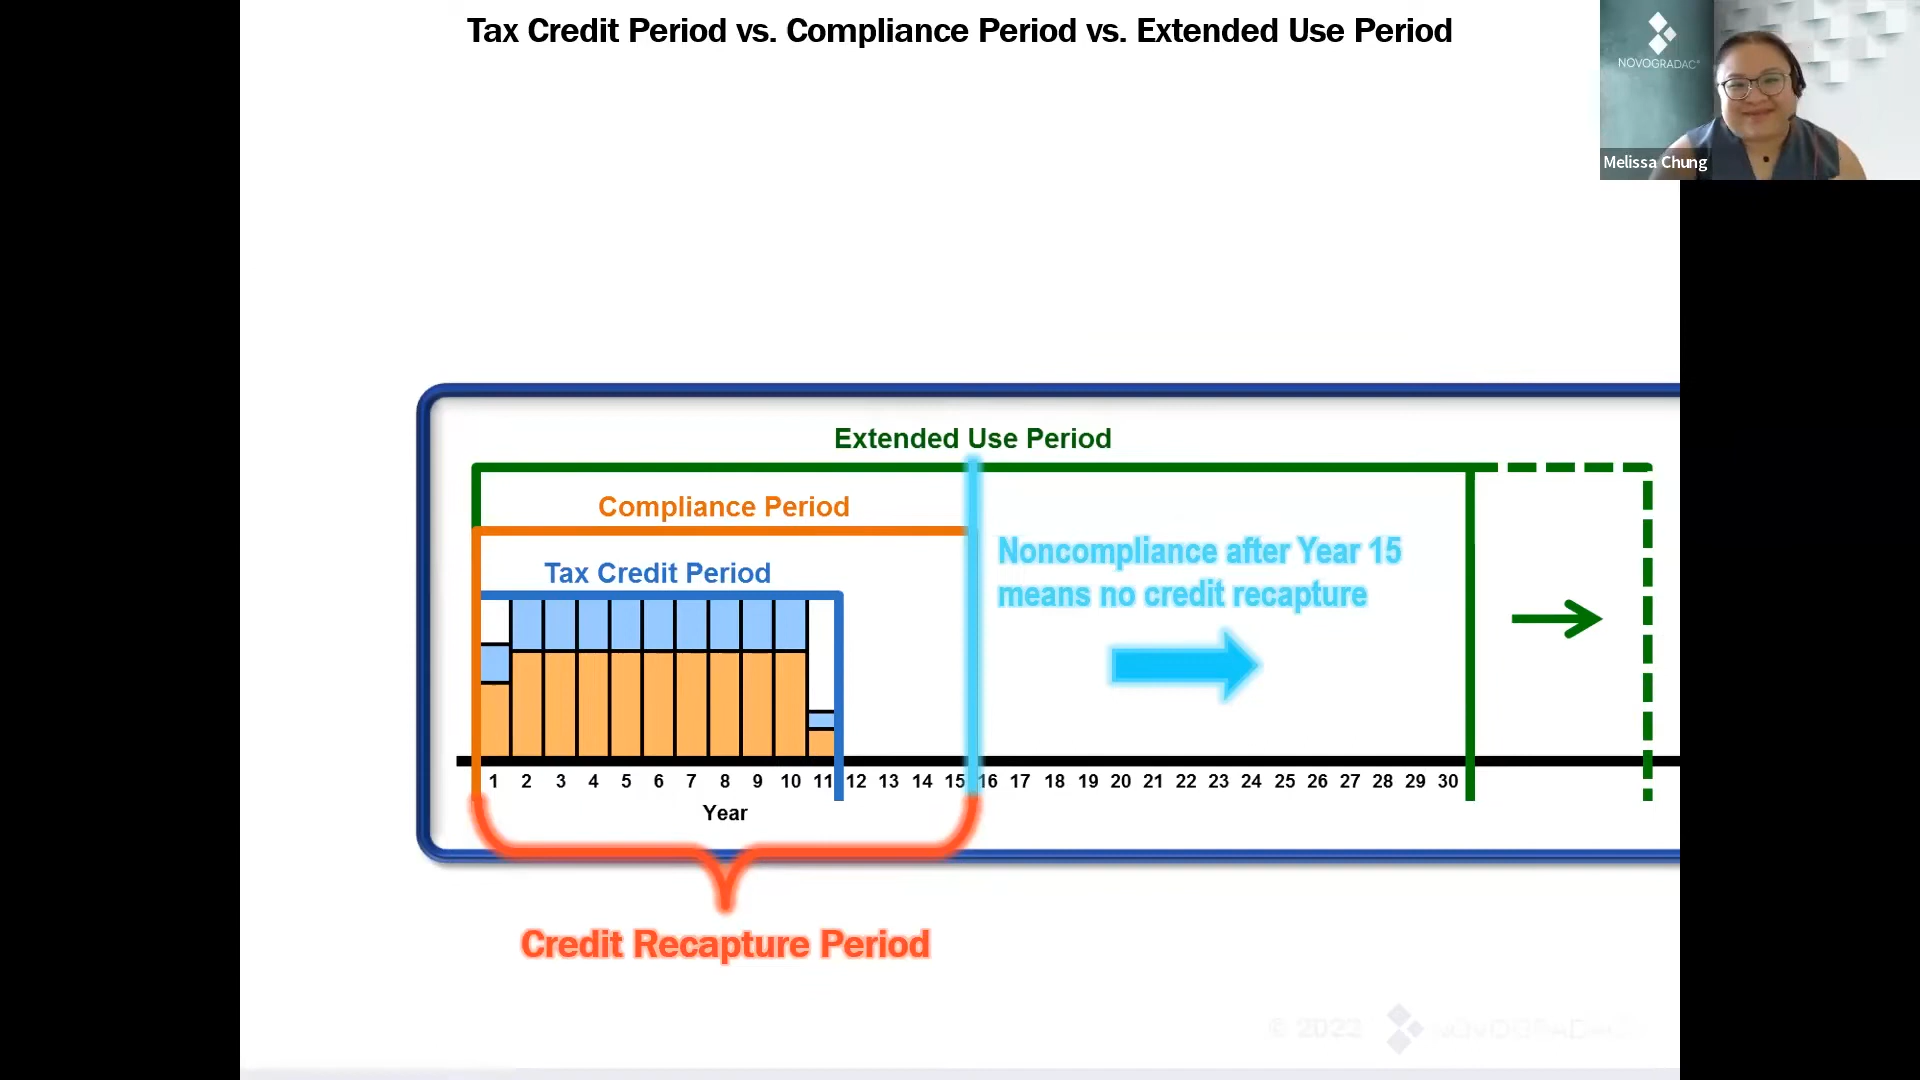 Tax Credit Period vs. Compliance Period vs. Extended Use Period
NOVOGRADAC®
Melissa Chung
Extended Use Period
Compliance Period
Tax Credit Period
Noncompliance after Year 15
means no credit recapture
1 2 3 4 5 6 7 8 9 10 11 12 13 14 15 16 17 18 19 20 21 22 23 24 25 26 27 28 29 30
Year
Credit Recapture Period
© 2022 NOVOGRADAC